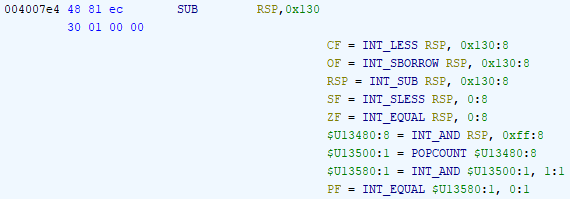 004007e4 48 81 ec SUB RSP,0x130
30 01 00 00
CF = INT_LESS RSP, 0x130:8
OF = INT_SBORROW RSP, 0x130:8
RSP = INT_SUB RSP, 0x130:8
SF = INT_SLESS RSP, 0:8
ZF = INT_EQUAL RSP, 0:8
$U13480:8 = INT_AND RSP, 0xff:8
$U13500:1 = POPCOUNT $U13480:8
$U13580:1 = INT_AND $U13500:1, 1:1
PF = INT_EQUAL $U13580:1, 0:1